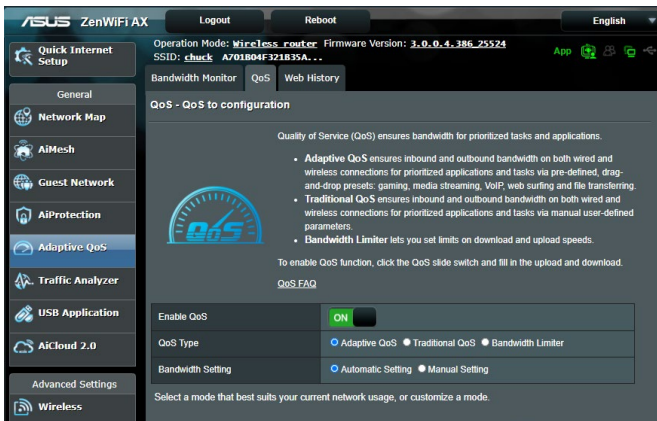 ASUS ZenWiFi AX Logout Reboot English
Quick Internet Setup
Operation Mode: Wireless router Firmware Version: 3.0.0.4.386_25524
SSID: chuck A701B04F321B35A...
App
Bandwidth Monitor QoS Web History
General
Network Map
AiMesh
Guest Network
AiProtection
Adaptive QoS
Traffic Analyzer
USB Application
AiCloud 2.0
Advanced Settings
Wireless
QoS - QoS to configuration
Quality of Service (QoS) ensures bandwidth for prioritized tasks and applications.
• Adaptive QoS ensures inbound and outbound bandwidth on both wired and
wireless connections for prioritized applications and tasks via pre-defined, drag-
and-drop presets: gaming, media streaming, VoIP, web surfing and file transferring.
• Traditional QoS ensures inbound and outbound bandwidth on both wired and
wireless connections for prioritized applications and tasks via manual user-defined
parameters.
• Bandwidth Limiter lets you set limits on download and upload speeds.
To enable QoS function, click the QoS slide switch and fill in the upload and download.
QoS FAQ
QoS
Enable QoS ON
QoS Type Adaptive QoS Traditional QoS Bandwidth Limiter
Bandwidth Setting Automatic Setting Manual Setting
Select a mode that best suits your current network usage, or customize a mode.